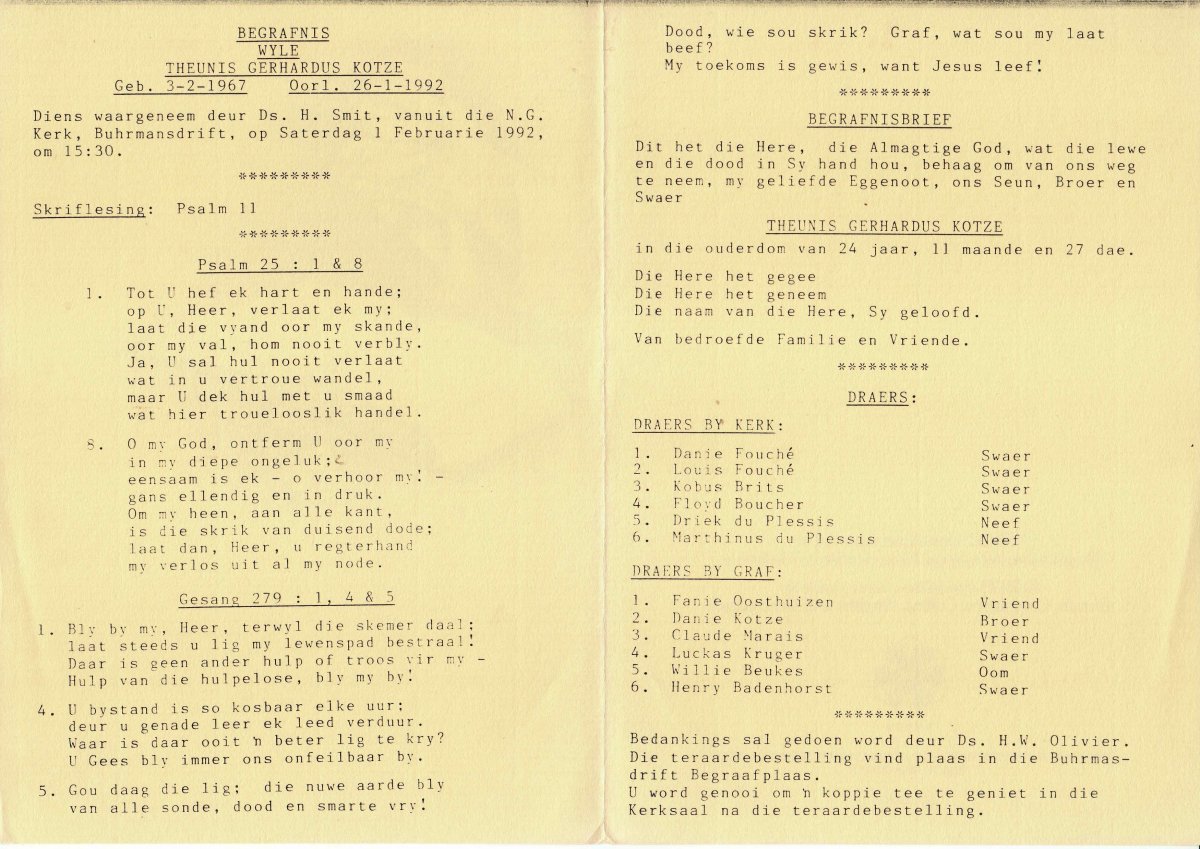 BEGRAFNIS
WYLE
THEUNIS GERHARDUS KOTZE
Geb. 3-2-1967 Oorl. 26-1-1992
Diens waargeneem deur Ds. H. Smit, vanuit die N.G.
Kerk, Buhrmansdrift, op Saterdag 1 Februarie 1992,
om 15:30.
*********
Skriflesing: Psalm 11
*********
Psalm 25 : 1 & 8
1. Tot U hef ek hart en hande;
op U, Heer, verlaat ek my;
laat die vyand oor my skande,
oor my val, hom nooit verbly.
Ja, U sal hul nooit verlaat
wat in u vertroue wandel,
maar U dek hul met u smaad
wat hier trouelooslik handel.
8. O my God, ontferm U oor my
in my diepe ongeluk;
eensaam is ek - o verhoor my! -
gans ellendig en in druk.
Om my heen, aan alle kant,
is die skrik van duisend dode;
laat dan, Heer, u regterhand
my verlos uit al my node.
Gesang 279 : 1, 4 & 5
1. Bly by my, Heer, terwyl die skemer daal;
laat steeds u lig my lewenspad bestraal!
Daar is geen ander hulp of troos vir my -
Hulp van die hulpelose, bly my by!
4. U bystand is so kosbaar elke uur;
deur u genade leer ek leed verduur.
Waar is daar ooit 'n beter lig te kry?
U Gees bly immer ons onfeilbaar by.
5. Gou daag die lig; die nuwe aarde bly
van alle sonde, dood en smarte vry!
Dood, wie sou skrik? Graf, wat sou my laat
beef?
My toekoms is gewis, want Jesus leef!
*********
BEGRAFNISBRIEF
Dit het die Here, die Almagtige God, wat die lewe
en die dood in Sy hand hou, behaag om van ons weg
te neem, my geliefde Eggenoot, ons Seun, Broer en
Swaer
THEUNIS GERHARDUS KOTZE
in die ouderdom van 24 jaar, 11 maande en 27 dae.
Die Here het gegee
Die Here het geneem
Die naam van die Here, Sy geloofd.
Van bedroefde Familie en Vriende.
*********
DRAERS:
DRAERS BY KERK:
1. Danie Fouché Swaer
2. Louis Fouché Swaer
3. Kobus Brits Swaer
4. Floyd Boucher Swaer
5. Driek du Plessis Neef
6. Marthinus du Plessis Neef
DRAERS BY GRAF:
1. Fanie Oosthuizen Vriend
2. Danie Kotze Broer
3. Claude Marais Vriend
4. Luckas Kruger Swaer
5. Willie Beukes Oom
6. Henry Badenhorst Swaer
*********
Bedankings sal gedoen word deur Ds. H.W. Olivier.
Die teraardebestelling vind plaas in die Buhrmas-
drift Begraafplaas.
U word genooi om 'n koppie tee te geniet in die
Kerksaal na die teraardebestelling.